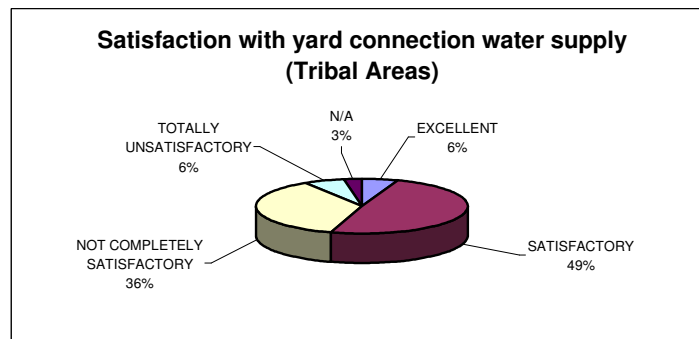 Satisfaction with yard connection water supply
(Tribal Areas)
N/A
3%
EXCELLENT
6%
TOTALLY
UNSATISFACTORY
6%
NOT COMPLETELY
SATISFACTORY
36%
SATISFACTORY
49%